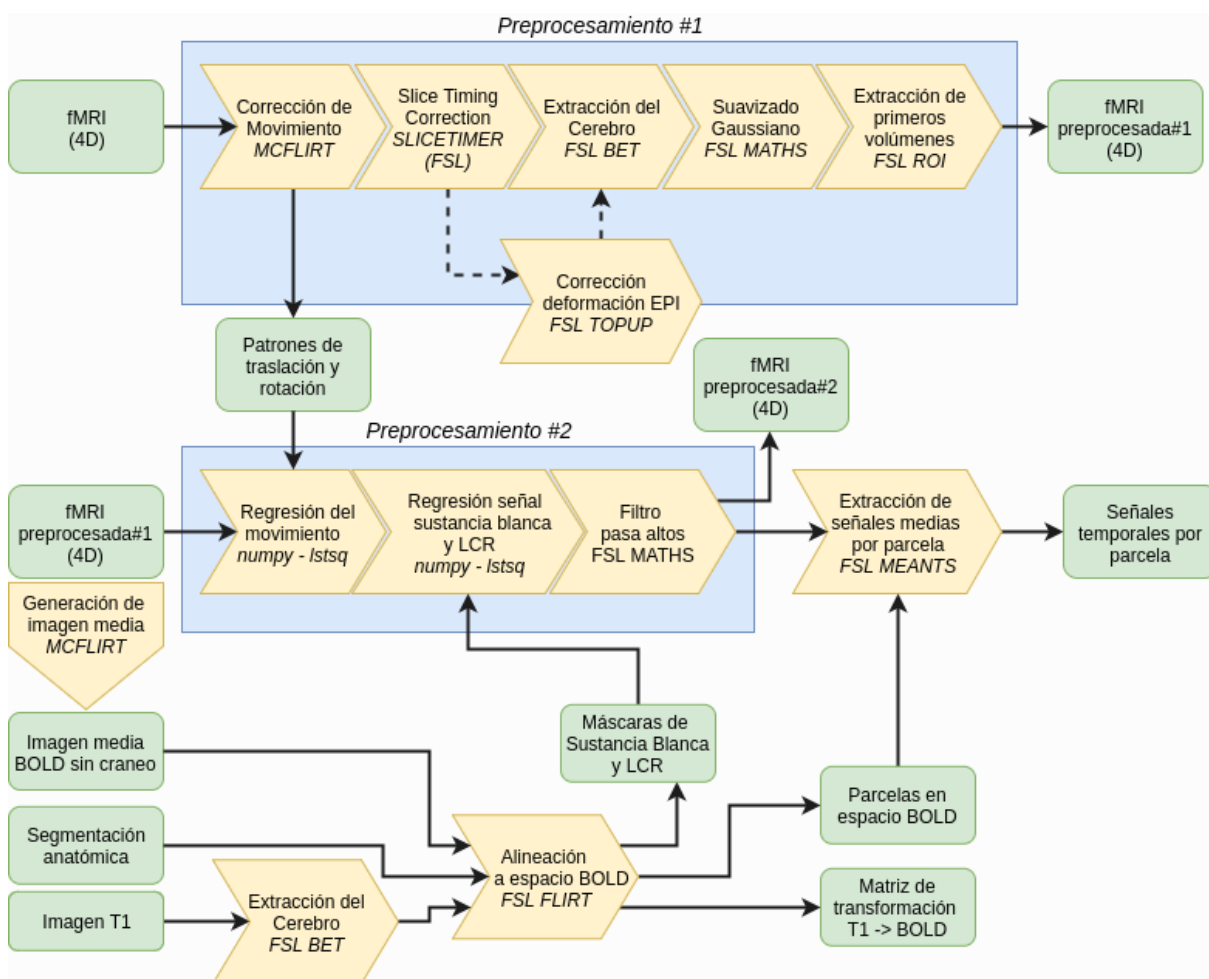 Preprocesamiento #1
fMRI
(4D)
Corrección de
Movimiento
MCFLIRT
Slice Timing
Correction
SLICETIMER
(FSL)
Extracción del
Cerebro
FSL BET
Suavizado
Gaussiano
FSL MATHS
Extracción de
primeros
volúmenes
FSL ROI
fMRI
preprocesada#1
(4D)
Corrección
deformación EPI
FSL TOPUP
Patrones de
traslación y
rotación
fMRI
preprocesada#2
(4D)
Preprocesamiento #2
fMRI
preprocesada#1
(4D)
Regresión del
movimiento
numpy - lstsq
Regresión señal
sustancia blanca
y LCR
numpy - lstsq
Filtro
pasa altos
FSL MATHS
Extracción de
señales medias
por parcela
FSL MEANTS
Señales
temporales por
parcela
Generación de
imagen media
MCFLIRT
Imagen media
BOLD sin craneo
Máscaras de
Sustancia Blanca
y LCR
Parcelas en
espacio BOLD
Segmentación
anatómica
Alineación
a espacio BOLD
FSL FLIRT
Imagen T1
Extracción del
Cerebro
FSL BET
Matriz de
transformación
T1 -> BOLD